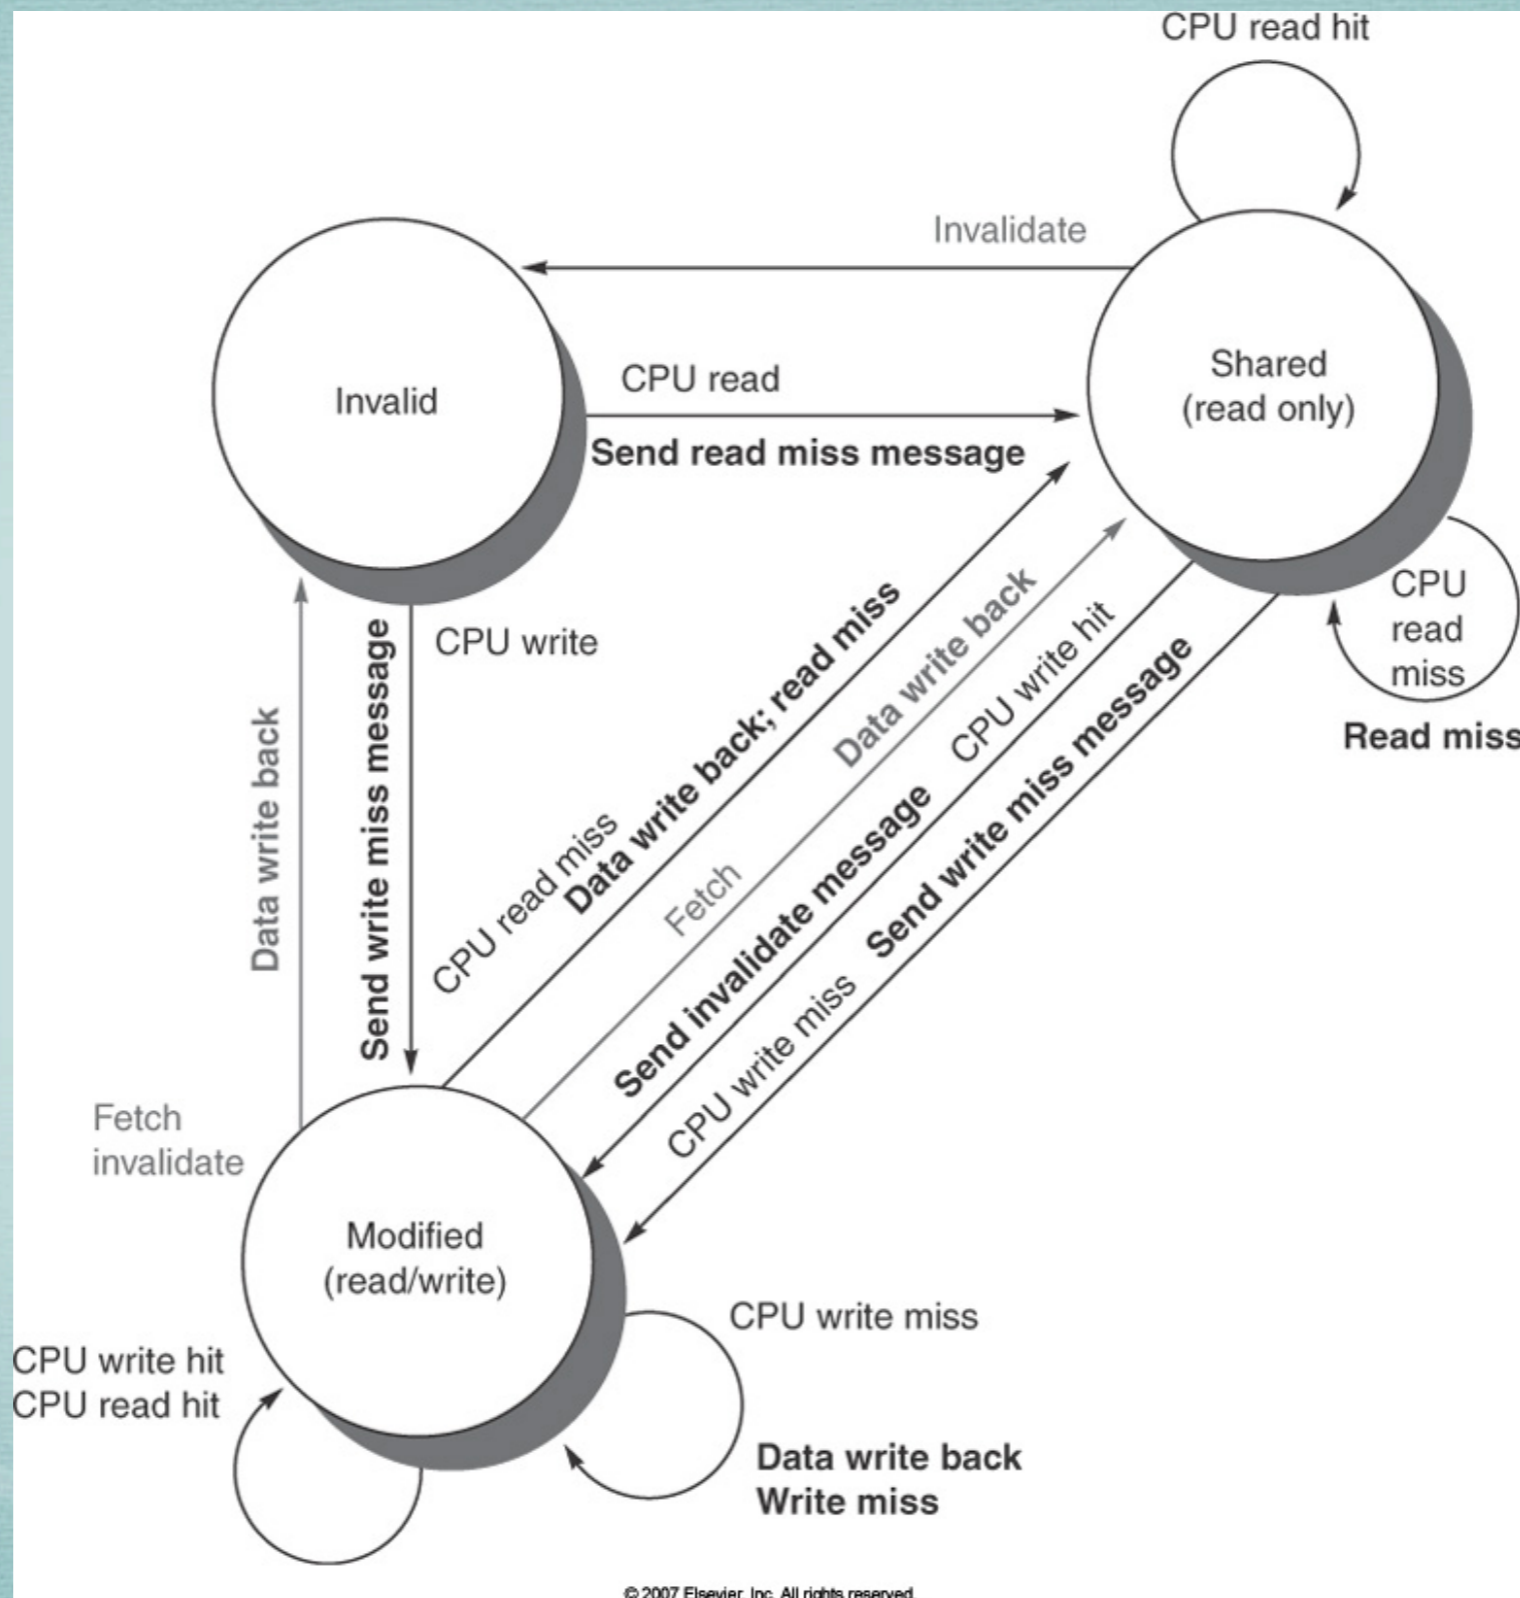 CPU read hit
Invalidate
Invalid
CPU read
Send read miss message
Shared
(read only)
CPU
read
miss
Read miss
CPU write
Send write miss message
Data write back
Fetch
invalidate
CPU read miss
Data write back; read miss
Fetch
Data write back
Send invalidate message
CPU write hit
CPU write miss
Send write miss message
Modified
(read/write)
CPU write hit
CPU read hit
CPU write miss
Data write back
Write miss
© 2007 Elsevier, Inc. All rights reserved.